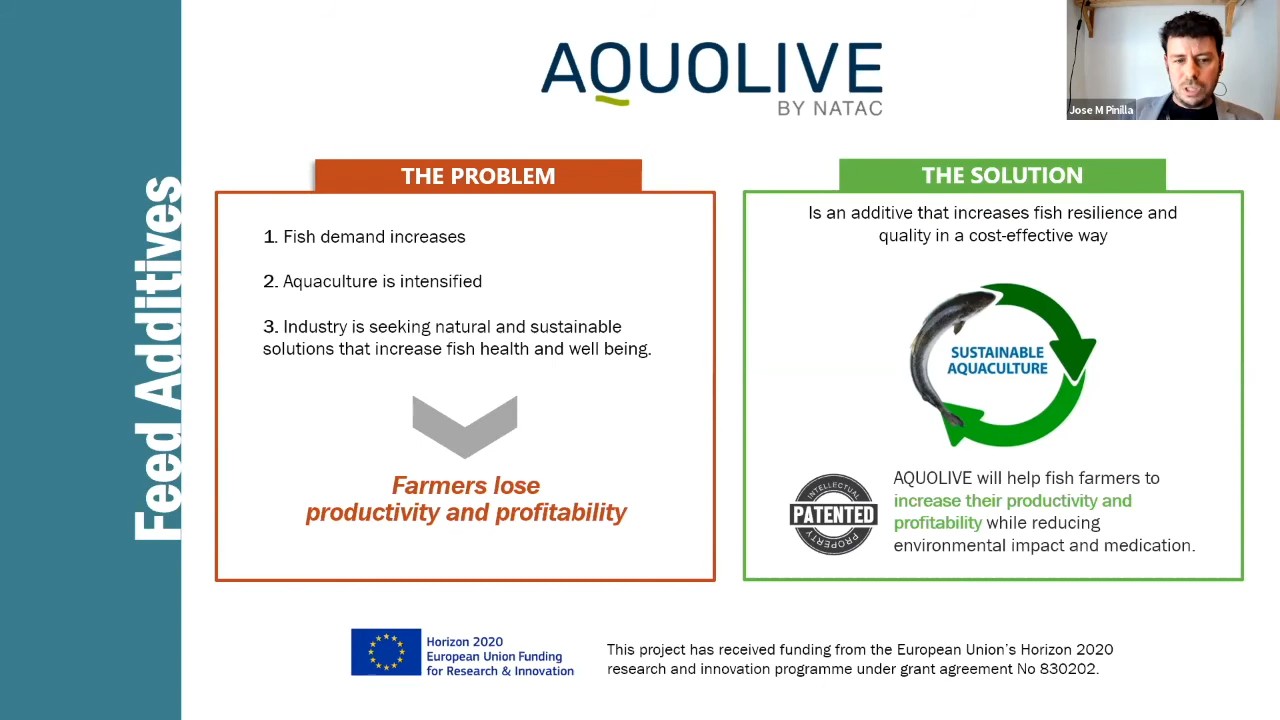 AQUOLIVE
BY NATAC
Jose M Pinilla
Feed Additives
THE PROBLEM
1. Fish demand increases
2. Aquaculture is intensified
3. Industry is seeking natural and sustainable
solutions that increase fish health and well being.
Farmers lose
productivity and profitability
THE SOLUTION
Is an additive that increases fish resilience and
quality in a cost-effective way
SUSTAINABLE
AQUACULTURE
INTELLECTUAL
PATENTED
PROPERTY
AQUOLIVE will help fish farmers to
increase their productivity and
profitability while reducing
environmental impact and medication.
Horizon 2020
European Union Funding
for Research & Innovation
This project has received funding from the European Union's Horizon 2020
research and innovation programme under grant agreement No 830202.